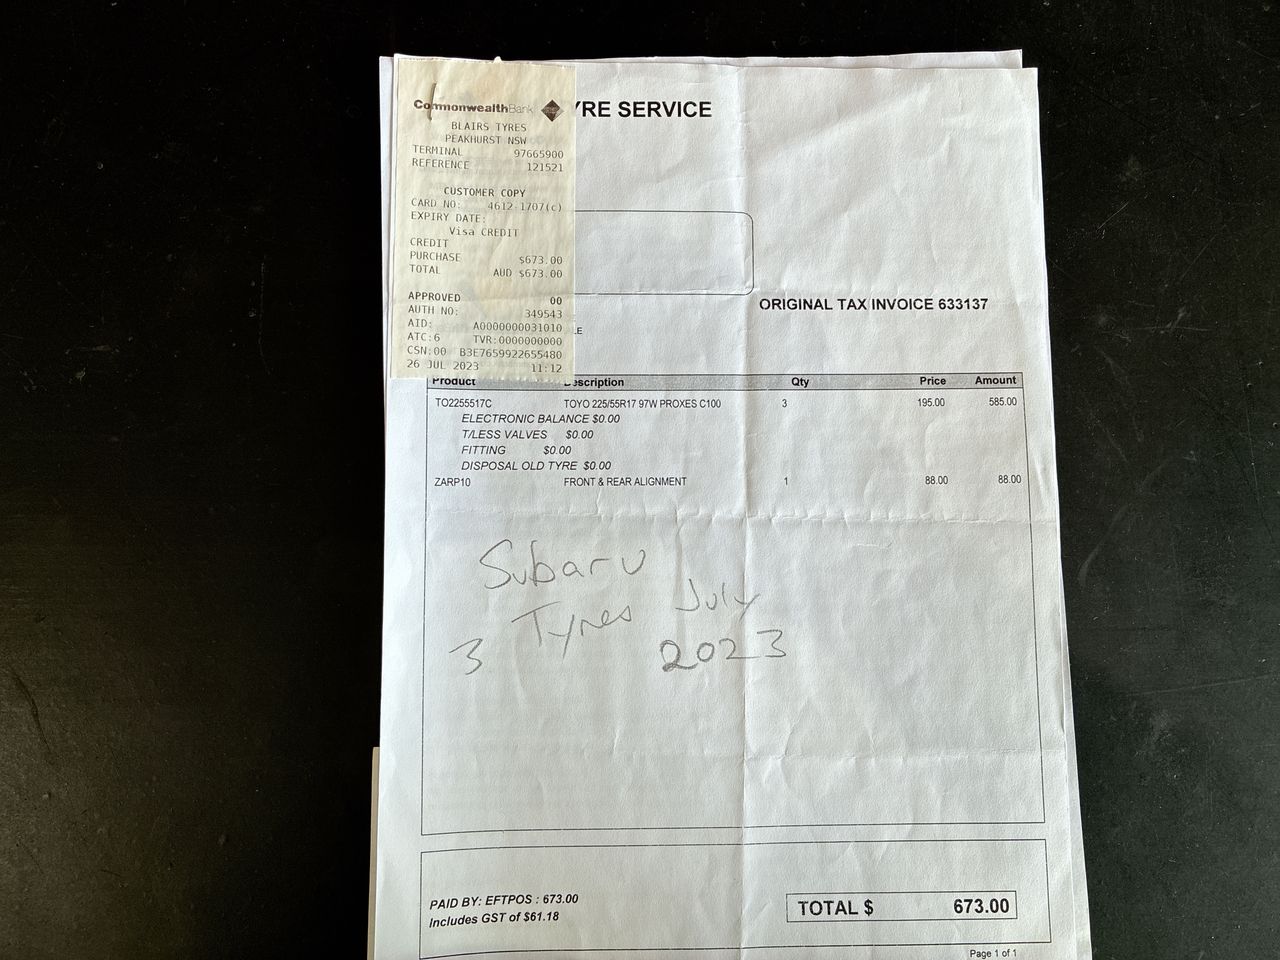 CommonwealthBank
BLAIRS TYRES
PEAKHURST NSW
TERMINAL 97665900
REFERENCE 121521
CUSTOMER COPY
CARD NO: 4612-1707(c)
EXPIRY DATE:
Visa CREDIT
CREDIT
PURCHASE $673.00
TOTAL AUD $673.00
APPROVED 00
AUTH NO: 349543
AID: A0000000031010
ATC:6 TVR:0000000000
CSN:00 B3E7659922655480
26 JUL 2023 11:12
YRE SERVICE
ORIGINAL TAX INVOICE 633137
LE
Product Description Qty Price Amount
TO2255517C TOYO 225/55R17 97W PROXES C100 3 195.00 585.00
ELECTRONIC BALANCE $0.00
T/LESS VALVES $0.00
FITTING $0.00
DISPOSAL OLD TYRE $0.00
ZARP10 FRONT & REAR ALIGNMENT 1 88.00 88.00
Subaru
3 Tyres July
2023
PAID BY: EFTPOS : 673.00
Includes GST of $61.18
TOTAL $ 673.00
Page 1 of 1